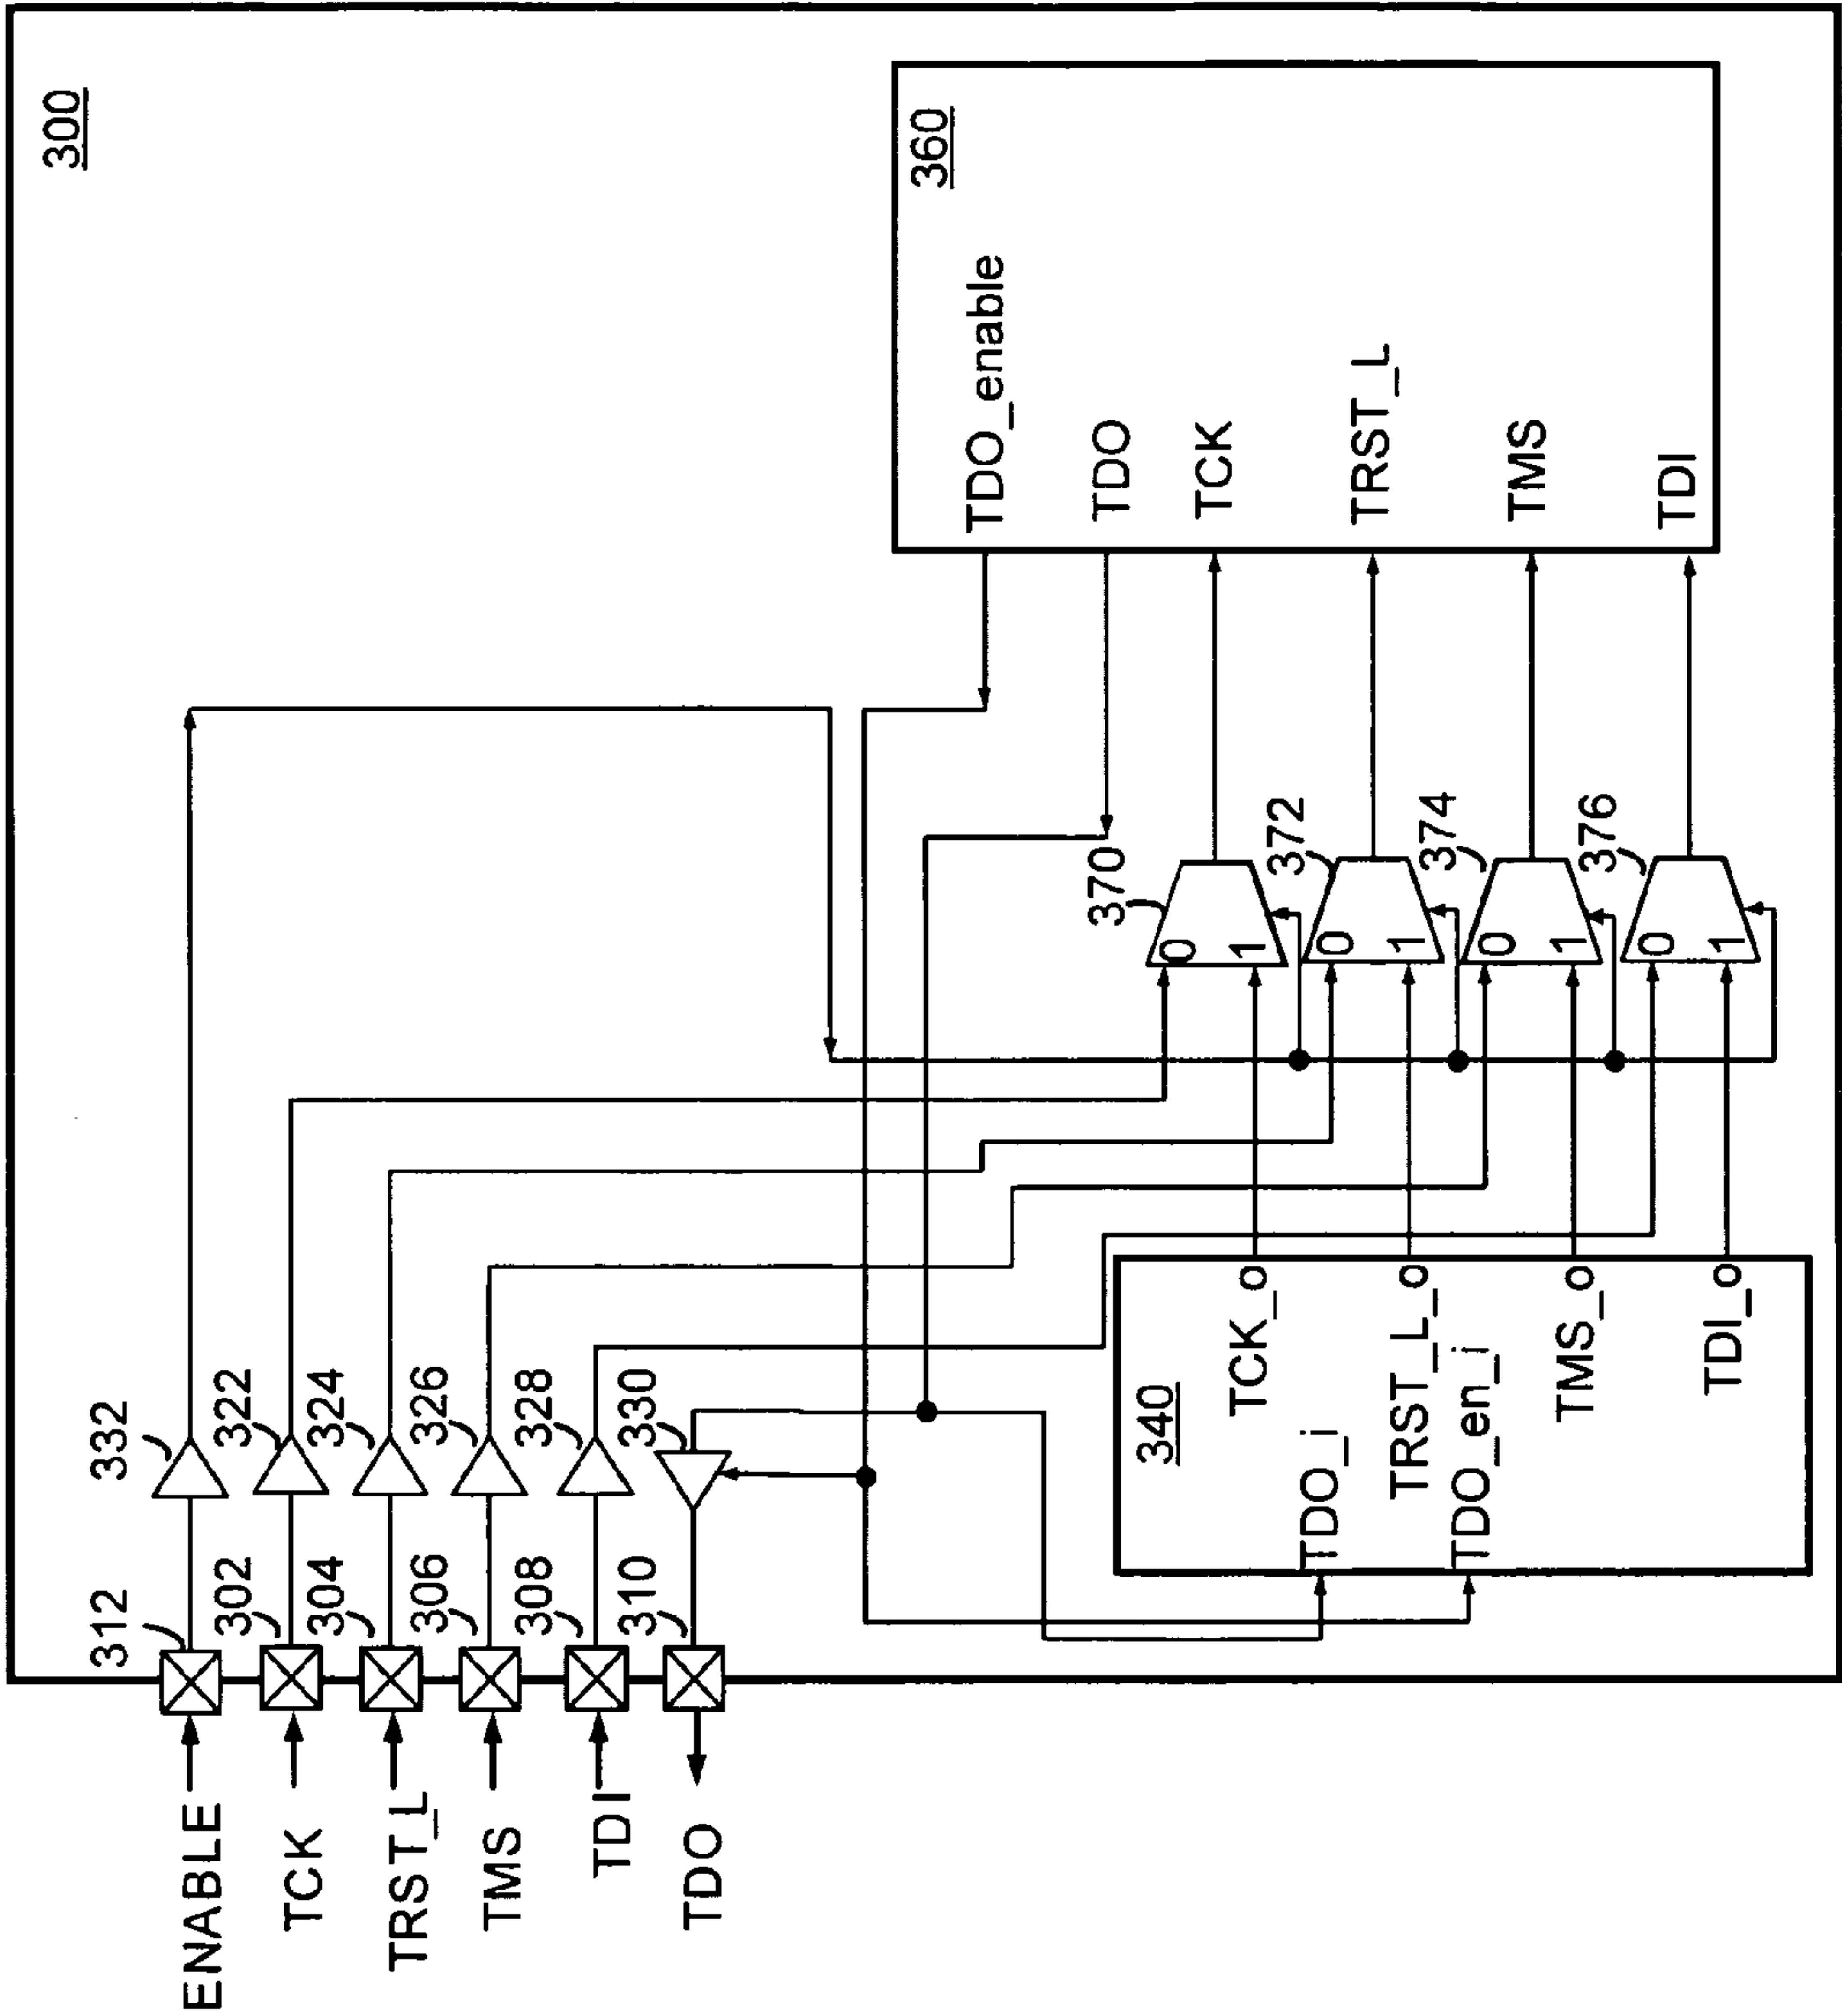 300
ENABLE
312
332
TCK
302
322
TRST_L
304
324
TMS
306
326
TDI
308
328
TDO
310
330
360
TDO_enable
TDO
TCK
TRST_L
TMS
TDI
370
0
1
372
0
1
374
0
1
376
0
1
340
TCK_o
TDO_i
TRST_L_o
TDO_en_i
TMS_o
TDI_o